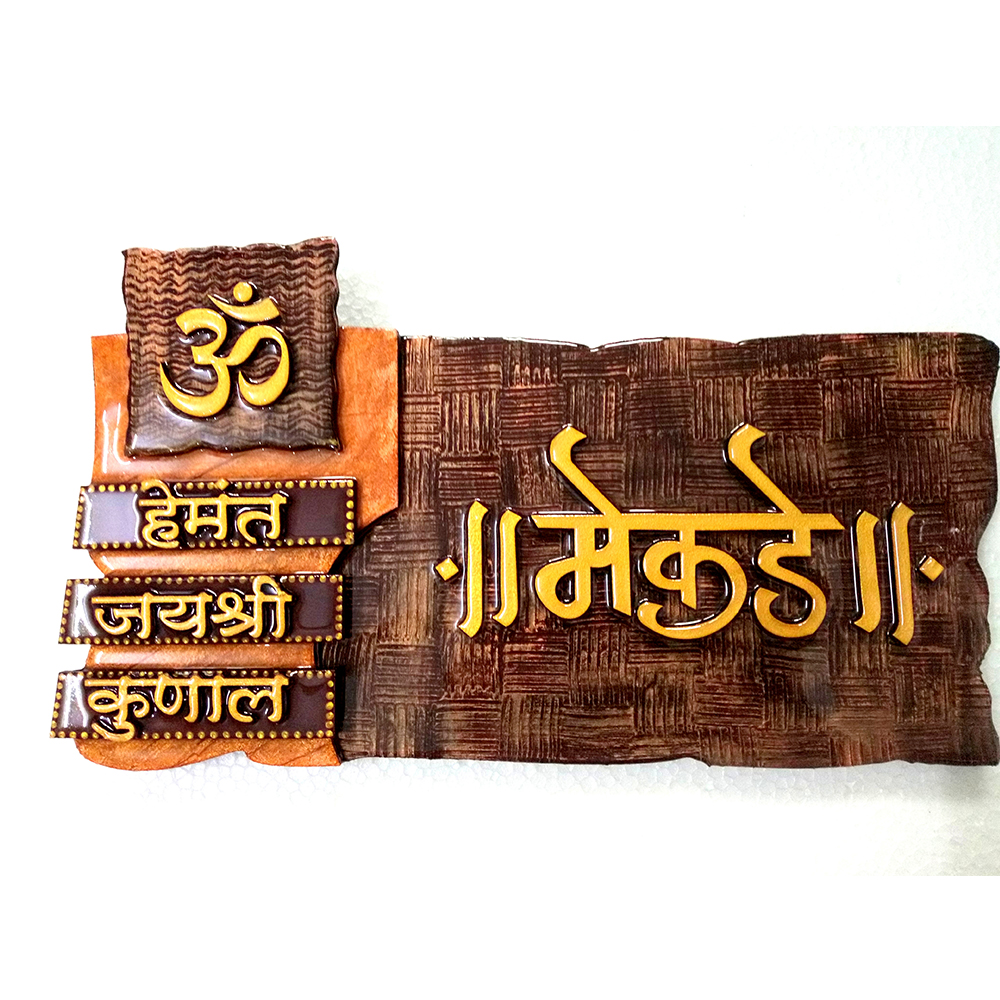 ॐ
हेमंत
जयश्री
कुणाल
॥मेकडे॥